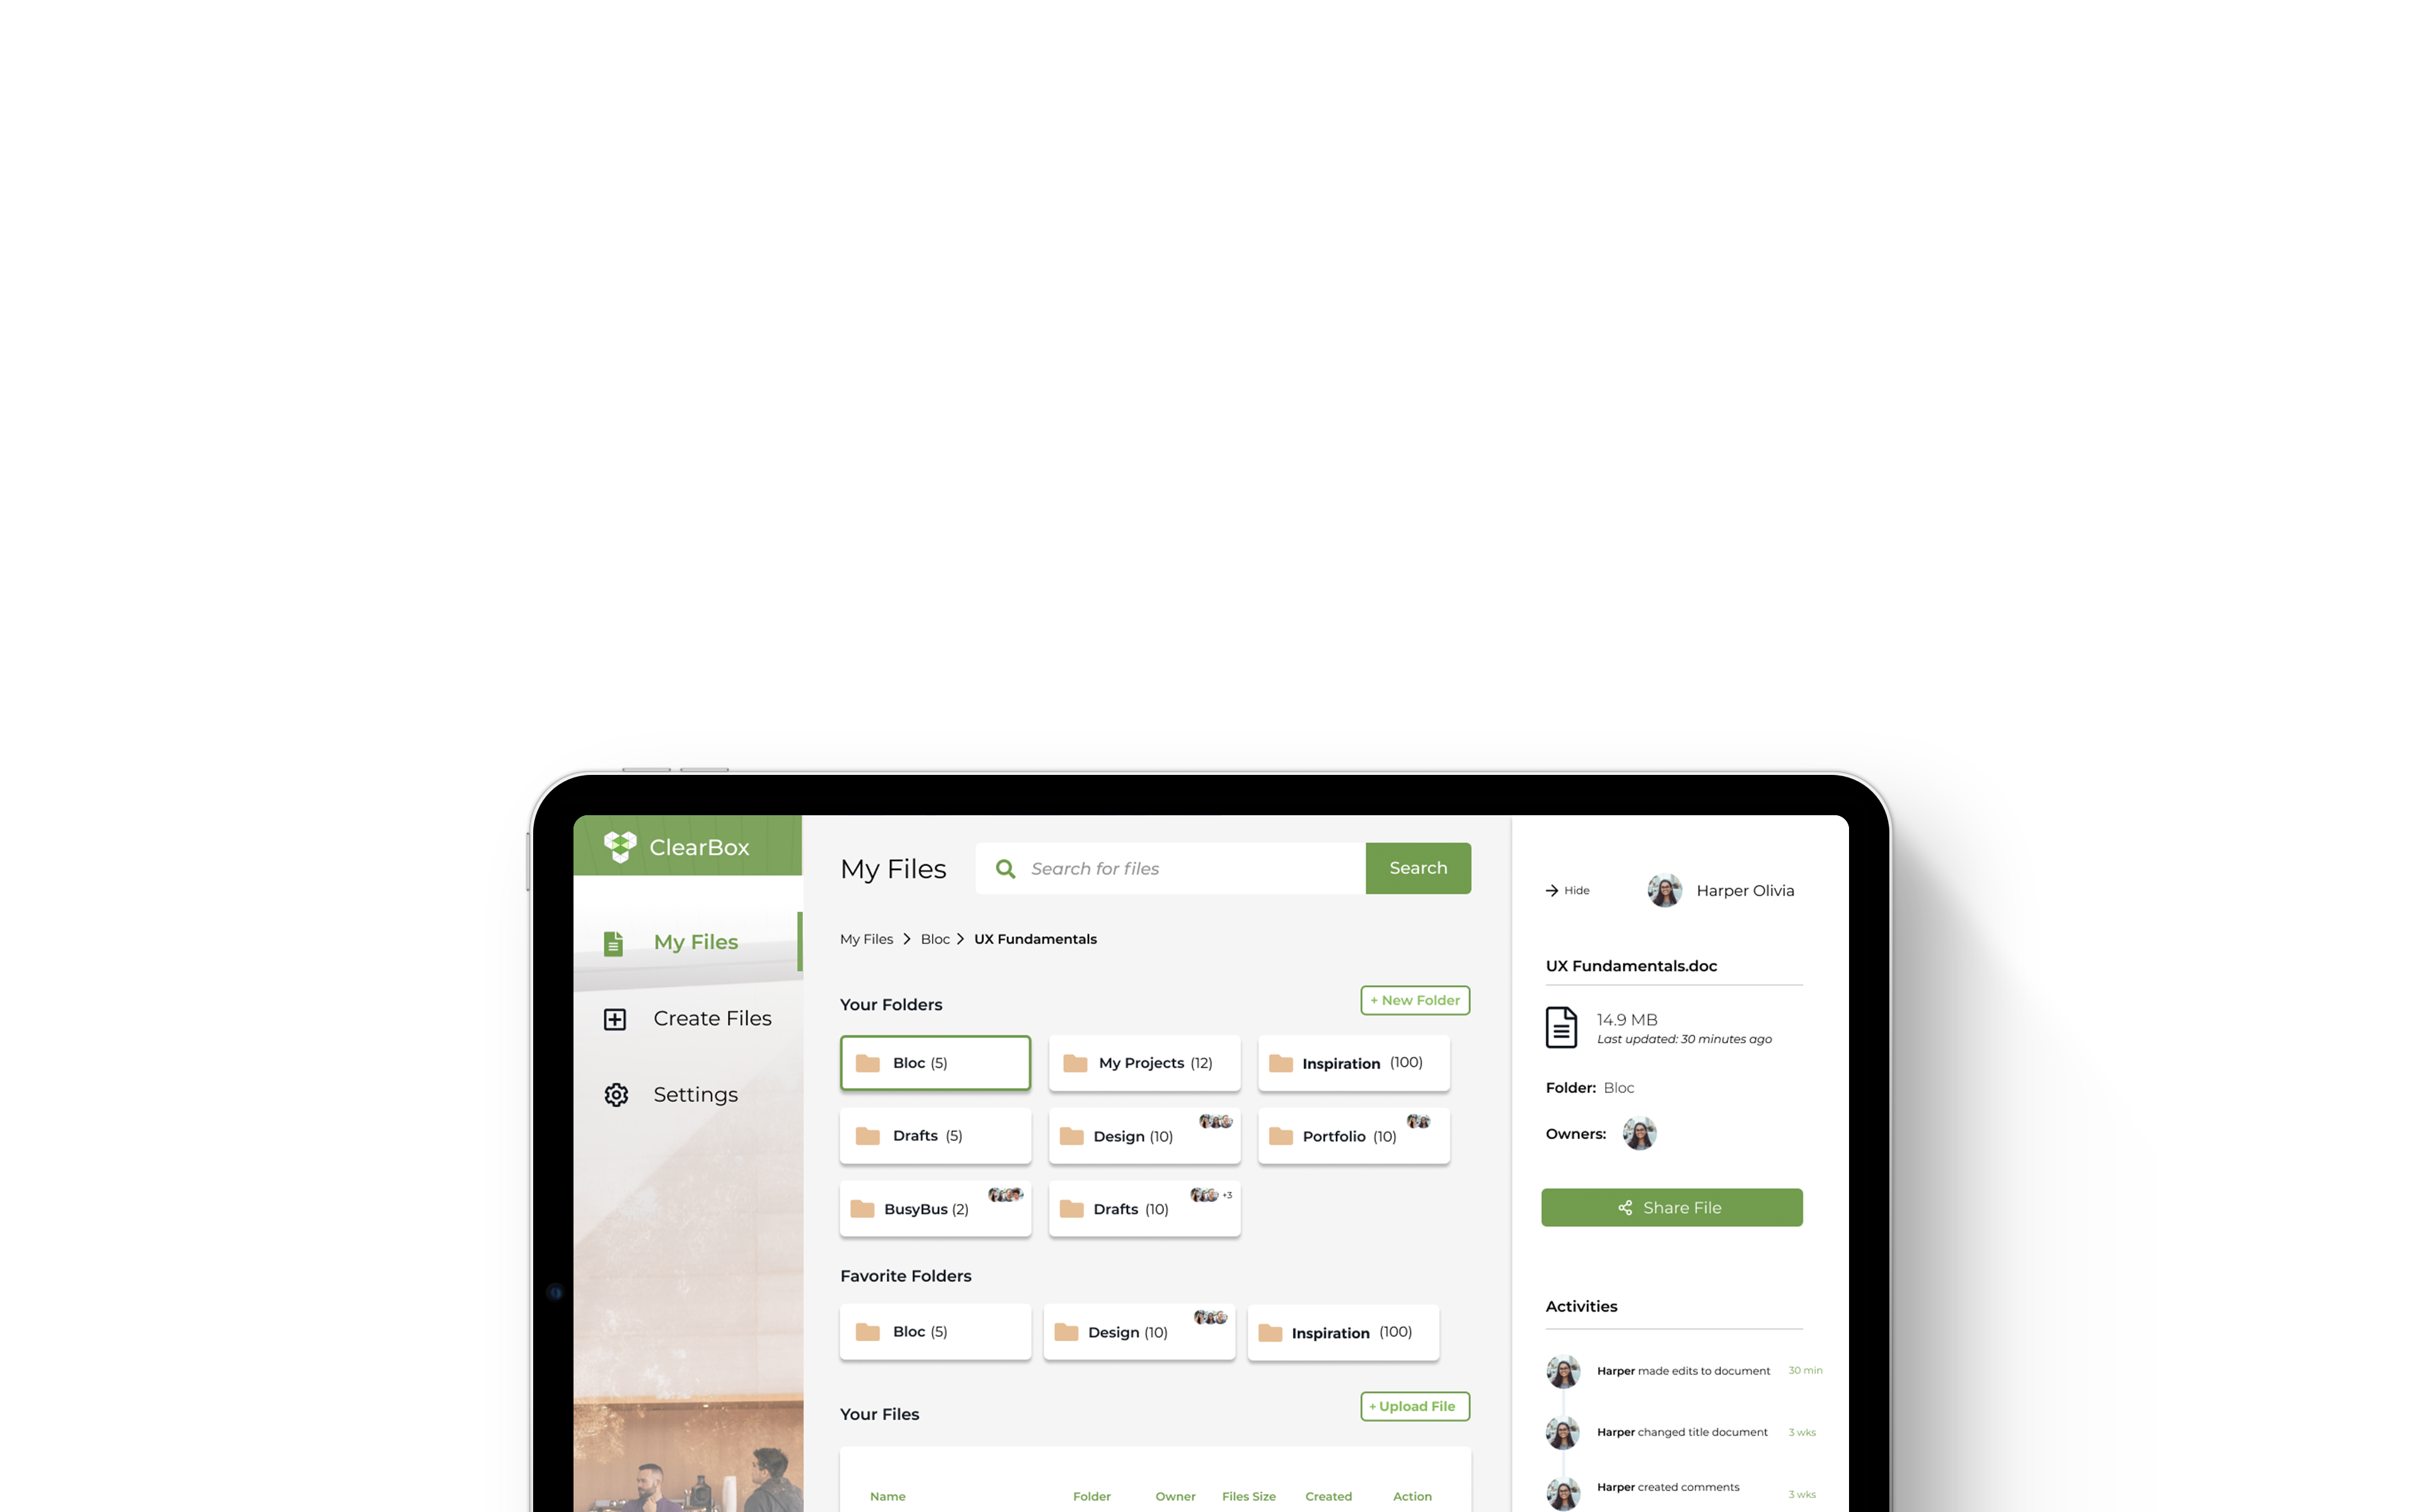 ClearBox
My Files
Create Files
Settings
My Files
Search for files
Search
My Files > Bloc > UX Fundamentals
Your Folders
+ New Folder
Bloc (5)
My Projects (12)
Inspiration (100)
Drafts (5)
Design (10)
Portfolio (10)
BusyBus (2)
Drafts (10)
+3
Favorite Folders
Bloc (5)
Design (10)
Inspiration (100)
Your Files
+ Upload File
Name Folder Owner Files Size Created Action
Hide
Harper Olivia
UX Fundamentals.doc
14.9 MB
Last updated: 30 minutes ago
Folder: Bloc
Owners:
Share File
Activities
Harper made edits to document 30 min
Harper changed title document 3 wks
Harper created comments 3 wks